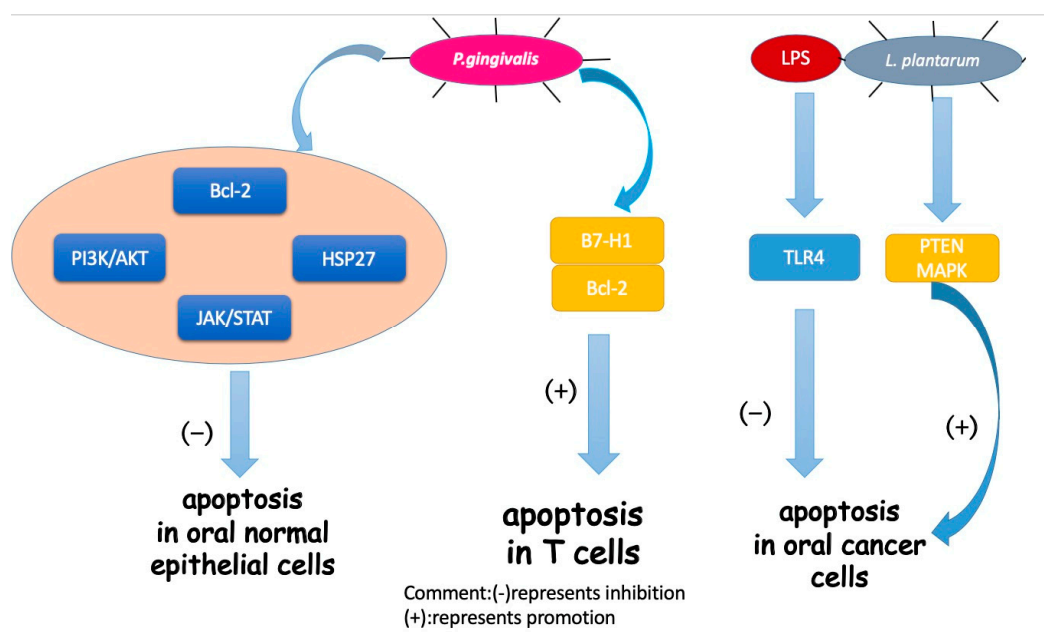 P.gingivalis
LPS
L. plantarum
Bcl-2
PI3K/AKT
HSP27
JAK/STAT
B7-H1
Bcl-2
TLR4
PTEN
MAPK
(−)
(+)
(−)
(+)
apoptosis
in oral normal
epithelial cells
apoptosis
in T cells
apoptosis
in oral cancer
cells
Comment:(-)represents inhibition
(+):represents promotion